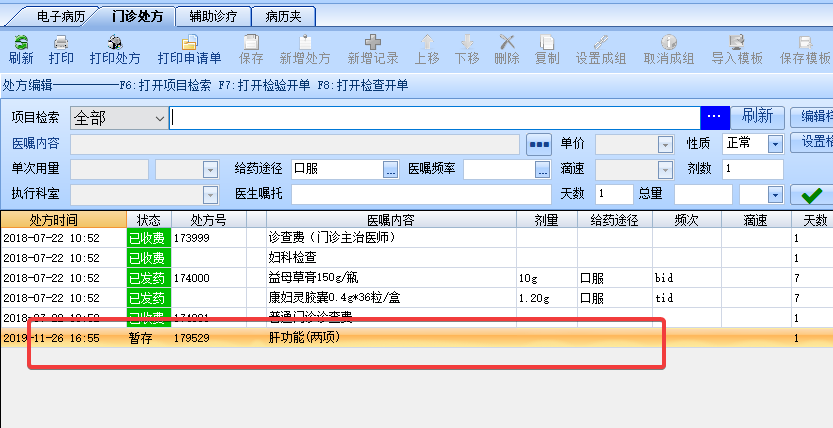 电子病历 门诊处方 辅助诊疗 病历夹
刷新 打印 打印处方 打印申请单 保存 新增处方 新增记录 上移 下移 删除 复制 设置成组 取消成组 导入模板 保存模板
处方编辑————————F6:打开项目检索 F7:打开检验开单 F8:打开检查开单
项目检索 全部 ... 刷新 编辑
医嘱内容 单价 性质 正常 设置
单次用量 给药途径 口服 ... 医嘱频率 ... 滴速 剂数 1
执行科室 医生嘱托 天数 1 总量
处方时间 状态 处方号 医嘱内容 剂量 给药途径 频次 滴速 天数
2018-07-22 10:52 已收费 173999 诊查费（门诊主治医师） 1
2018-07-22 10:52 已收费 妇科检查 1
2018-07-22 10:52 已发药 174000 益母草膏150g/瓶 10g 口服 bid 7
2018-07-22 10:52 已发药 康妇灵胶囊0.4g*36粒/盒 1.20g 口服 tid 7
2018-07-22 10:52 已收费 174001 普通门诊诊查费 1
2019-11-26 16:55 暂存 179529 肝功能(两项) 1